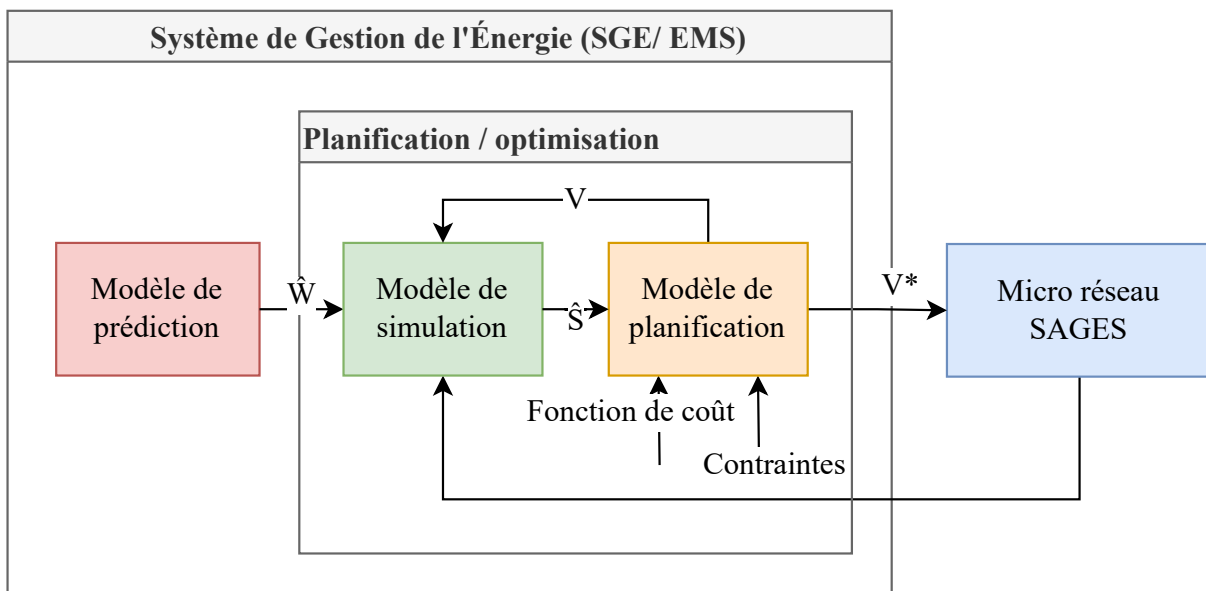 Système de Gestion de l'Énergie (SGE/ EMS)
Planification / optimisation
V
Modèle de
prédiction
Ŵ
Modèle de
simulation
Ŝ
Modèle de
planification
V*
Micro réseau
SAGES
Fonction de coût
Contraintes